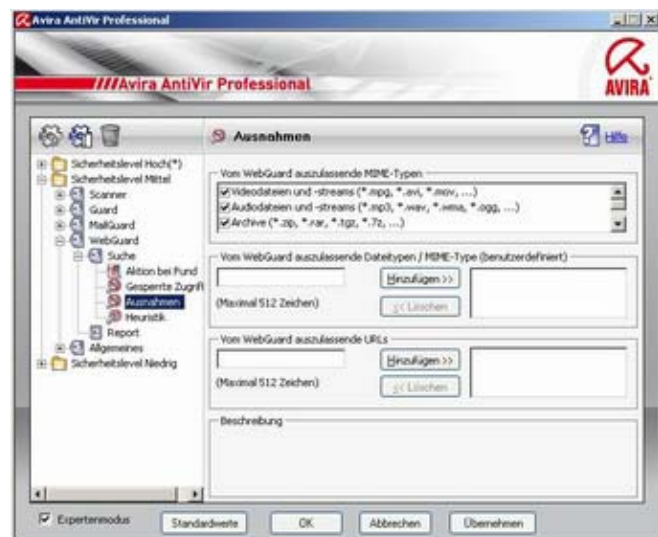 Avira AntiVir Professional
Avira AntiVir Professional
AVIRA
Ausnahmen
Hilfe
Sicherheitslevel Hoch(*)
Sicherheitslevel Mittel
Scanner
Guard
MailGuard
WebGuard
Suche
Aktion bei Fund
Gesperrte Zugrif
Ausnahmen
Heuristik
Report
Allgemeines
Sicherheitslevel Niedrig
Vom WebGuard auszulassende MIME-Typen
Videodateien und -streams (*.mpg, *.avi, *.mov, ...)
Audiodateien und -streams (*.mp3, *.wav, *.wma, *.ogg, ...)
Archive (*.zip, *.rar, *.tgz, *.7z, ...)
Vom WebGuard auszulassende Dateitypen / MIME-Type (benutzerdefiniert)
Hinzufügen >>
(Maximal 512 Zeichen)
<< Löschen
Vom WebGuard auszulassende URLs
Hinzufügen >>
(Maximal 512 Zeichen)
<< Löschen
Beschreibung
Expertenmodus
Standardwerte
OK
Abbrechen
Übernehmen